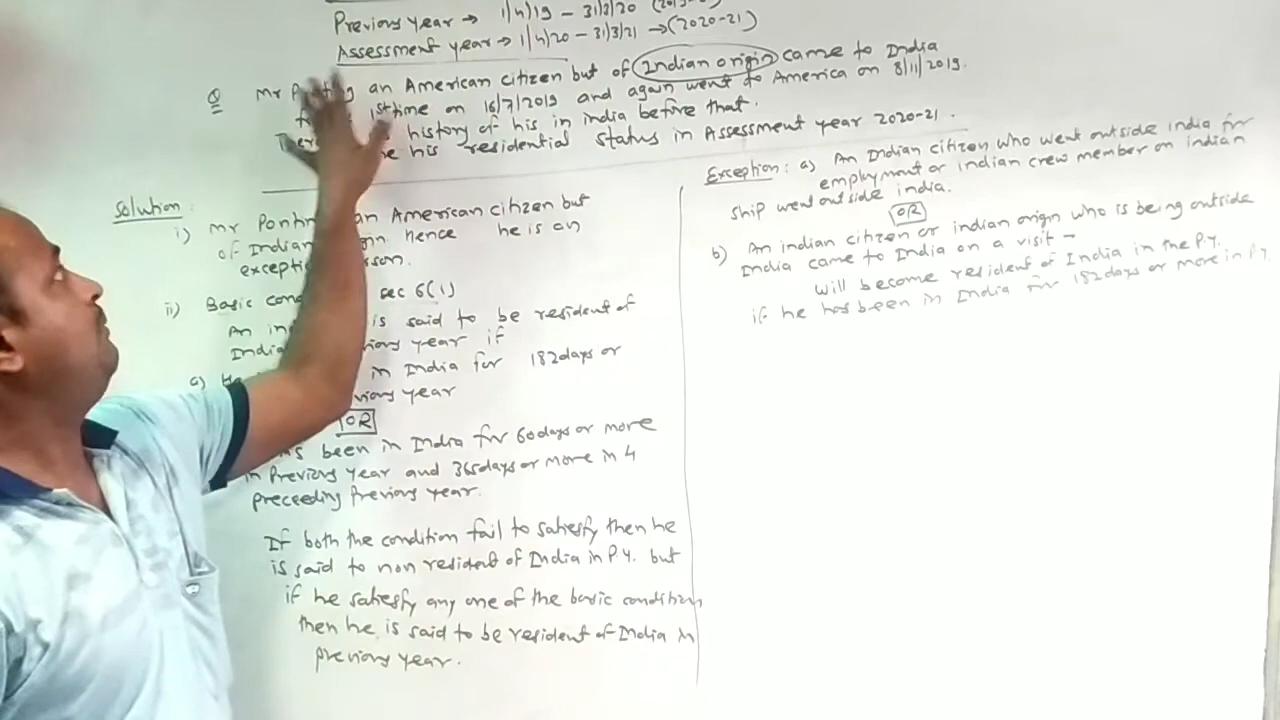 Previous year → 1/4/19 – 31/3/20
Assessment year → 1/4/20 – 31/3/21 → (2020-21)
Q Mr an American citizen but of Indian origin came to India
1st time on 16/7/2019 and again went to America on 8/11/2019.
history of his in india before that.
his residential status in Assessment year 2020-21.
Solution:
i) Mr an American citizen but
of Indian hence he is an
ii) Basic sec 6(1)
An is said to be resident of
India year if
a) in India for 182days or
year
OR
been in India for 60days or more
in Previous year and 365days or more in 4
preceeding Previous year.
If both the condition fail to satisfy then he
is said to non resident of India in P.Y. but
if he satisfy any one of the basic condition
then he is said to be resident of India in
previous year.
Exception: a) An Indian citizen who went outside india for
employment or indian crew member on indian
ship went outside india.
OR
b) An indian citizen or indian origin who is being outside
India came to India on a visit –
will become resident of India in the P.Y.
if he has been in India for 182days or more in P.Y.